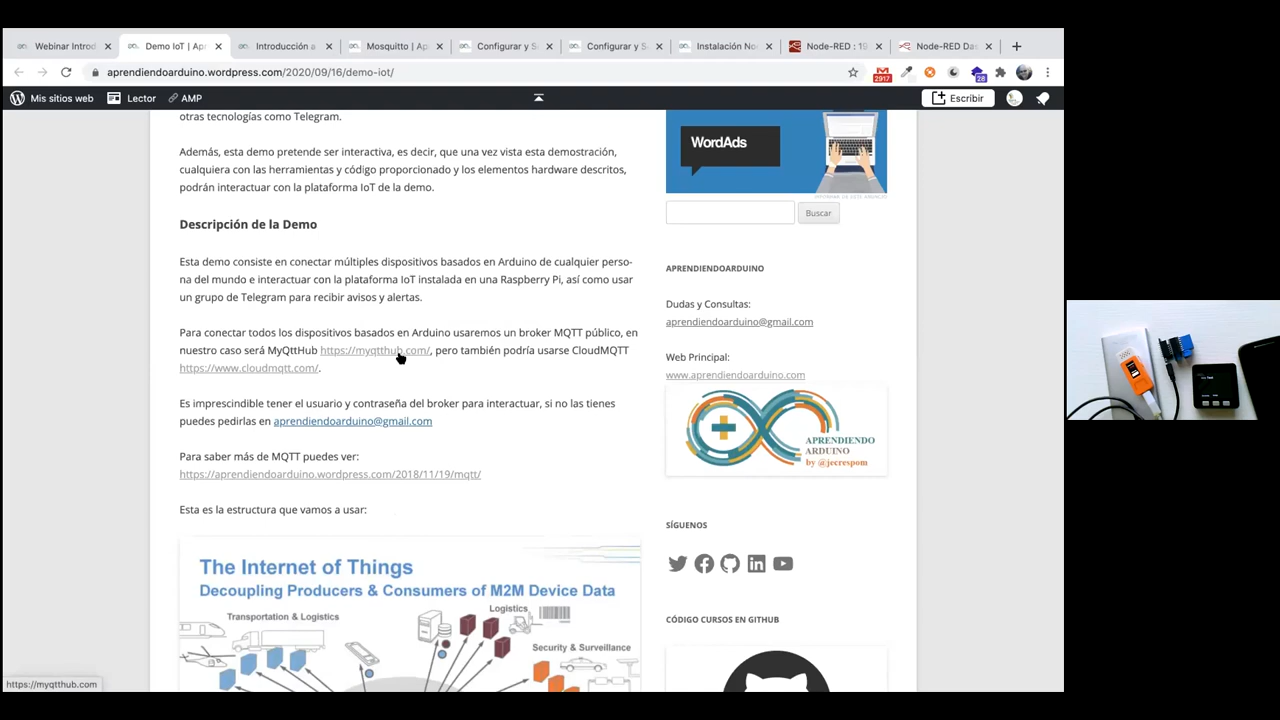 Webinar Introd
Demo IoT | Apr
Introducción a
Mosquitto | Ap
Configurar y S
Configurar y S
Instalación No
Node-RED : 19
Node-RED Das
aprendiendoarduino.wordpress.com/2020/09/16/demo-iot/
2917
28
Mis sitios web
Lector
AMP
Escribir
otras tecnologías como Telegram.
Además, esta demo pretende ser interactiva, es decir, que una vez vista esta demostración,
cualquiera con las herramientas y código proporcionado y los elementos hardware descritos,
podrán interactuar con la plataforma IoT de la demo.
Descripción de la Demo
Esta demo consiste en conectar múltiples dispositivos basados en Arduino de cualquier perso-
na del mundo e interactuar con la plataforma IoT instalada en una Raspberry Pi, así como usar
un grupo de Telegram para recibir avisos y alertas.
Para conectar todos los dispositivos basados en Arduino usaremos un broker MQTT público, en
nuestro caso será MyQttHub https://myqtthub.com/, pero también podría usarse CloudMQTT
https://www.cloudmqtt.com/.
Es imprescindible tener el usuario y contraseña del broker para interactuar, si no las tienes
puedes pedirlas en aprendiendoarduino@gmail.com
Para saber más de MQTT puedes ver:
https://aprendiendoarduino.wordpress.com/2018/11/19/mqtt/
Esta es la estructura que vamos a usar:
The Internet of Things
Decoupling Producers & Consumers of M2M Device Data
Transportation & Logistics
Logistics
Security & Surveillance
WordAds
Buscar
APRENDIENDOARDUINO
Dudas y Consultas:
aprendiendoarduino@gmail.com
Web Principal:
www.aprendiendoarduino.com
APRENDIENDO
ARDUINO
by @jecrespom
SÍGUENOS
CÓDIGO CURSOS EN GITHUB
https://myqtthub.com